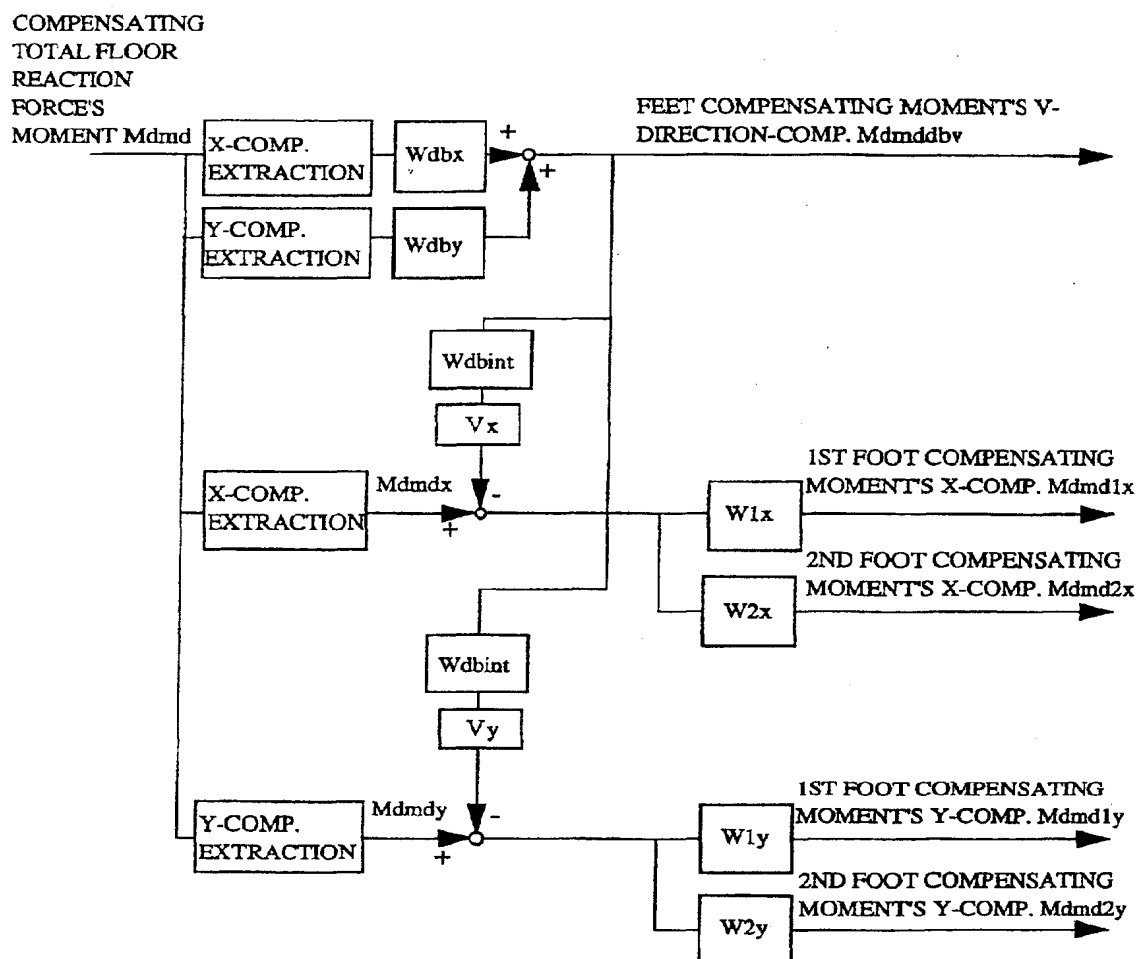 COMPENSATING
TOTAL FLOOR
REACTION
FORCE'S
MOMENT Mdmd
X-COMP.
EXTRACTION
Wdbx
+
+
FEET COMPENSATING MOMENT'S V-
DIRECTION-COMP. Mdmddbv
Y-COMP.
EXTRACTION
Wdby
Wdbint
Vx
X-COMP.
EXTRACTION
Mdmdx
-
+
W1x
1ST FOOT COMPENSATING
MOMENT'S X-COMP. Mdmd1x
W2x
2ND FOOT COMPENSATING
MOMENT'S X-COMP. Mdmd2x
Wdbint
Vy
Y-COMP.
EXTRACTION
Mdmdy
-
+
W1y
1ST FOOT COMPENSATING
MOMENT'S Y-COMP. Mdmd1y
W2y
2ND FOOT COMPENSATING
MOMENT'S Y-COMP. Mdmd2y